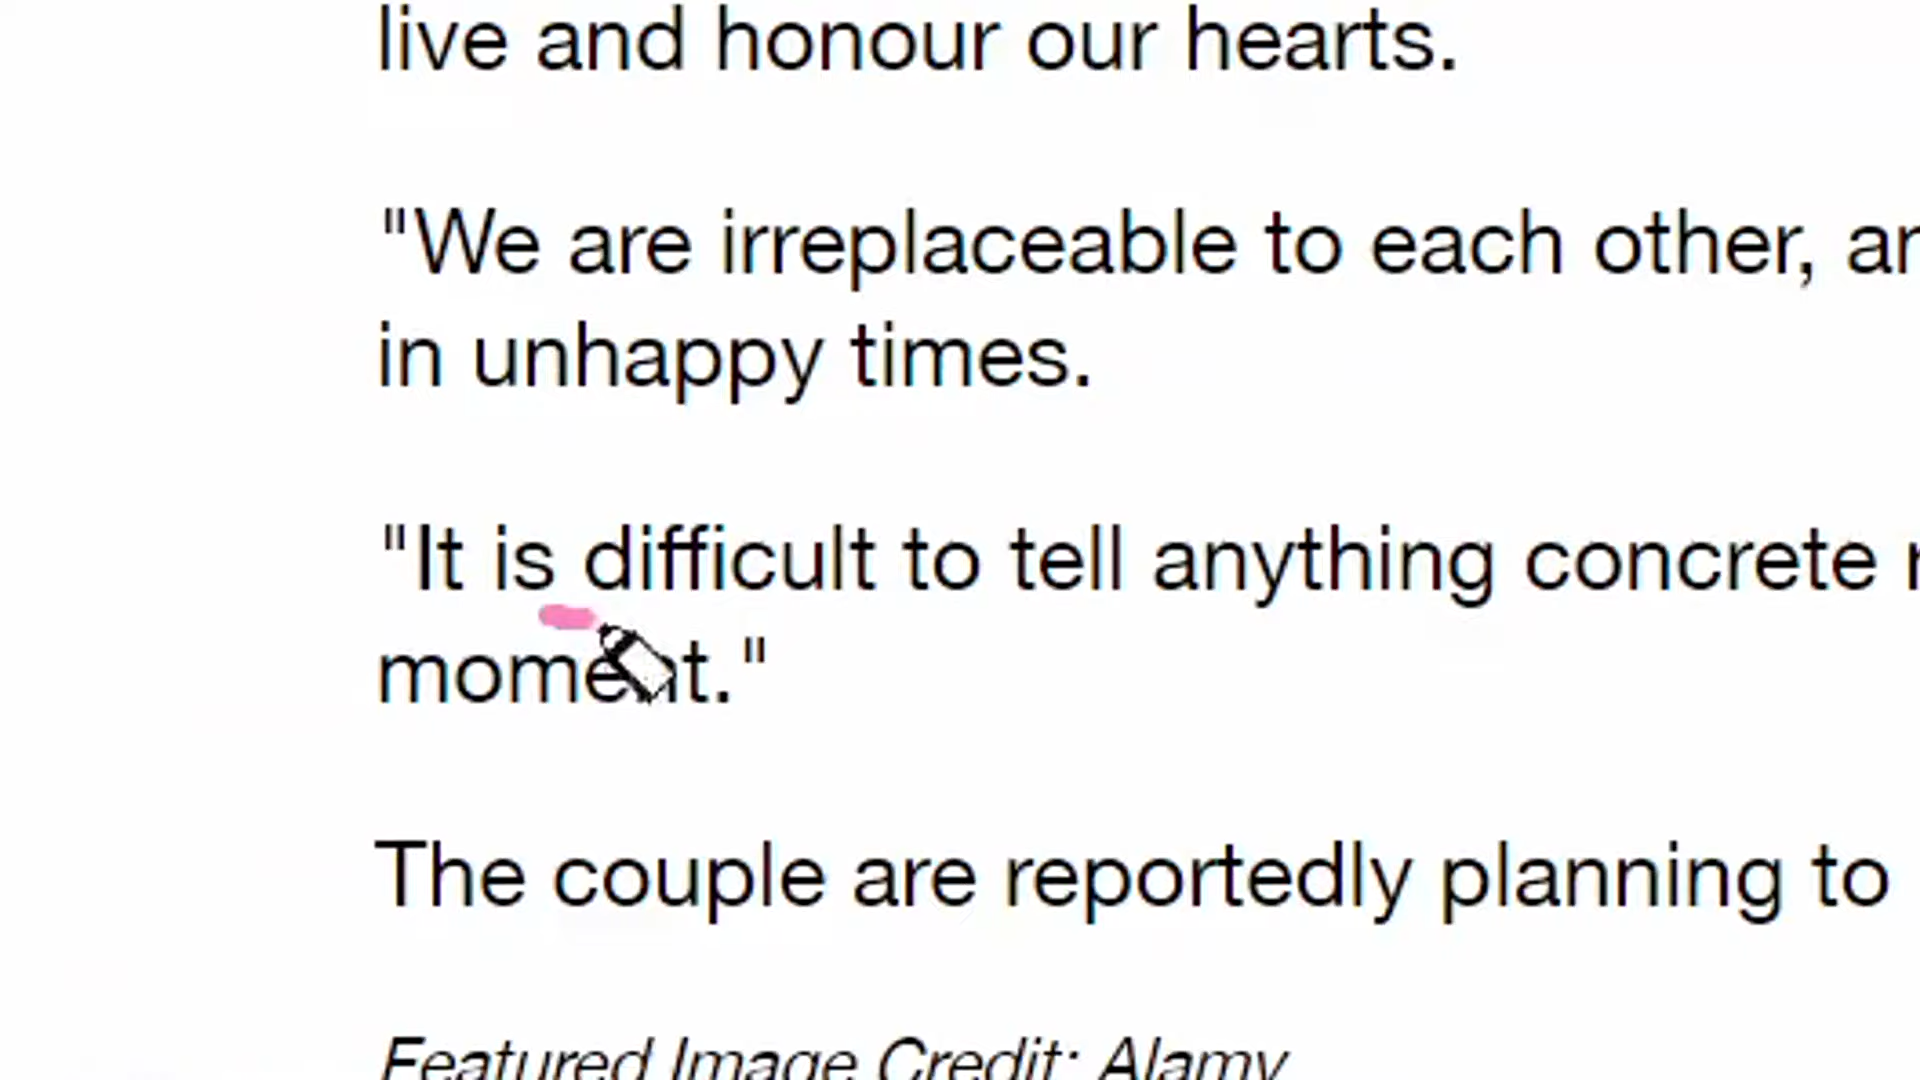 live and honour our hearts.
"We are irreplaceable to each other,
in unhappy times.
"It is difficult to tell anything concrete
moment."
The couple are reportedly planning to
Featured Image Credit: Alamy